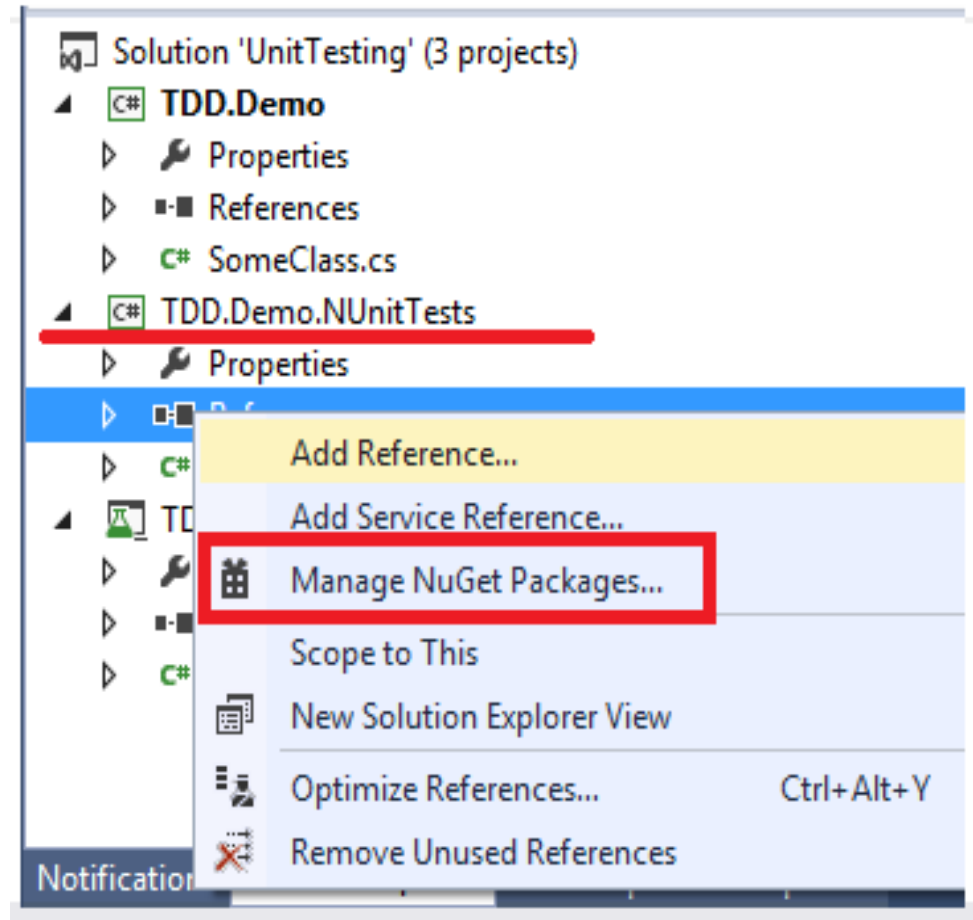 Solution 'UnitTesting' (3 projects)
C# TDD.Demo
Properties
References
C# SomeClass.cs
C# TDD.Demo.NUnitTests
Properties
Add Reference...
C#
Add Service Reference...
Manage NuGet Packages...
Scope to This
C#
New Solution Explorer View
Optimize References... Ctrl+Alt+Y
Remove Unused References